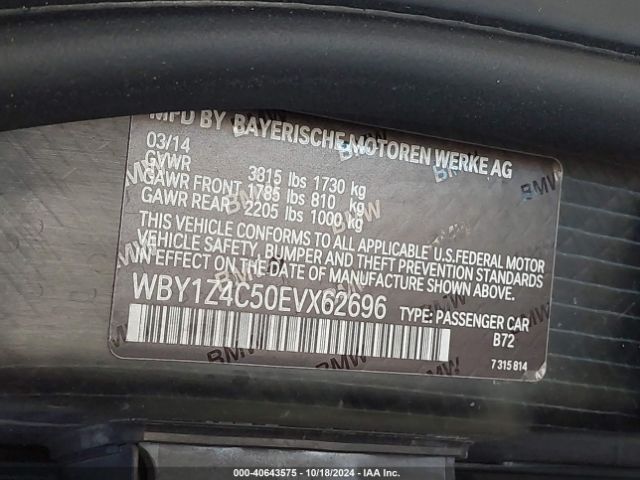 MFD BY BAYERISCHE MOTOREN WERKE AG
03/14
GVWR 3815 lbs 1730 kg
GAWR FRONT 1785 lbs 810 kg
GAWR REAR 2205 lbs 1000 kg
THIS VEHICLE CONFORMS TO ALL APPLICABLE U.S. FEDERAL MOTOR
VEHICLE SAFETY, BUMPER AND THEFT PREVENTION STANDARDS
IN EFFECT ON THE DATE OF MANUFACTURE SHOWN ABOVE.
WBY1Z4C50EVX62696 TYPE: PASSENGER CAR
B72
7 315 814
000-40643575 | 10/18/2024 | IAA Inc.